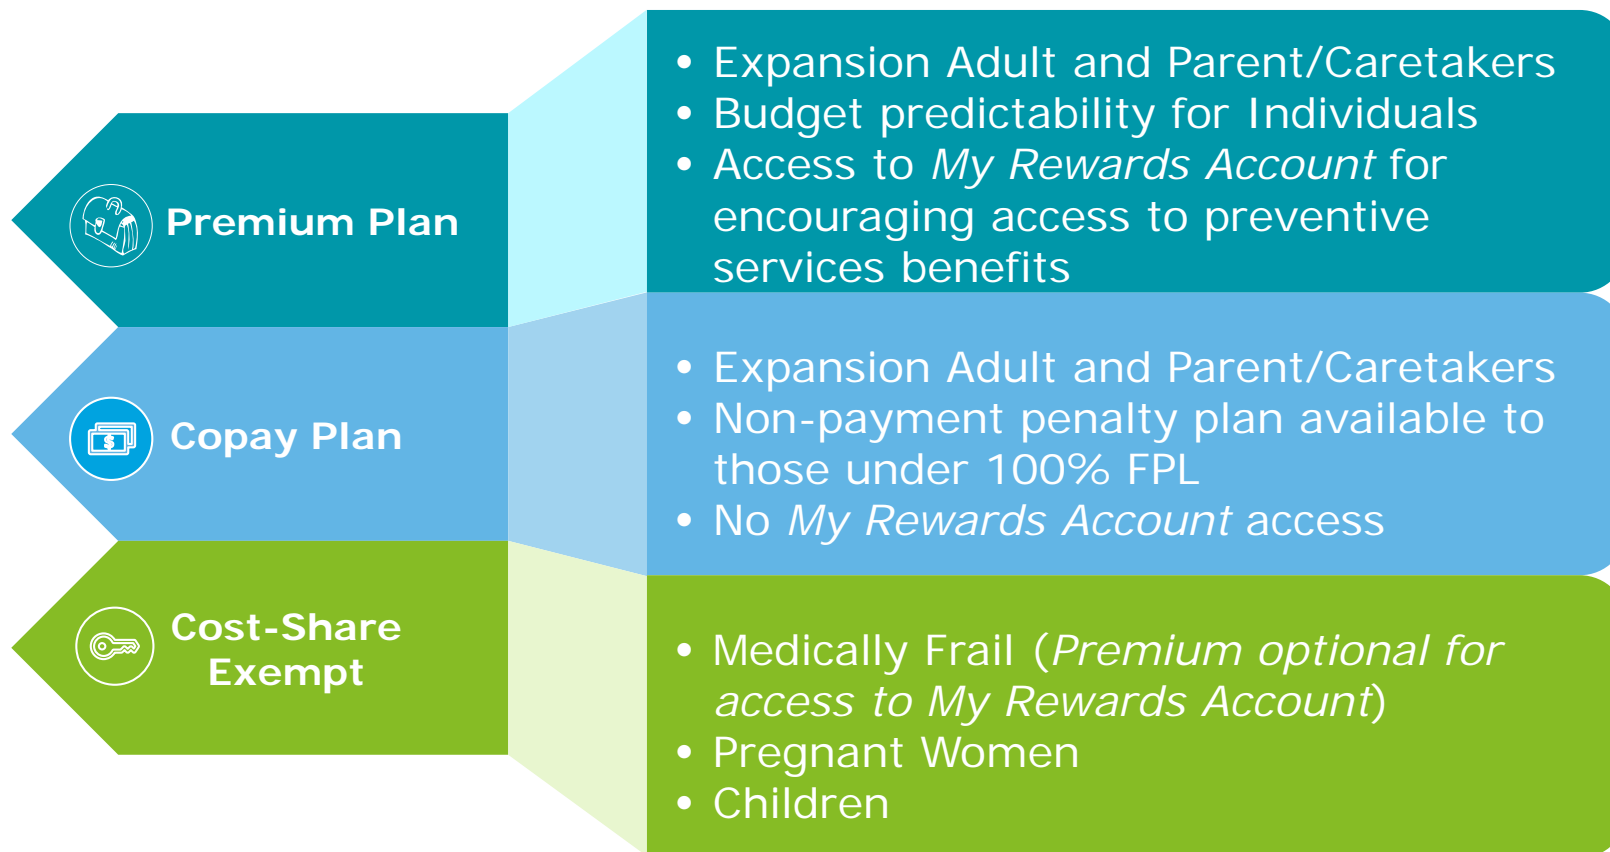 Premium Plan
• Expansion Adult and Parent/Caretakers
• Budget predictability for Individuals
• Access to My Rewards Account for
encouraging access to preventive
services benefits
$
Copay Plan
• Expansion Adult and Parent/Caretakers
• Non-payment penalty plan available to
those under 100% FPL
• No My Rewards Account access
Cost-Share
Exempt
• Medically Frail (Premium optional for
access to My Rewards Account)
• Pregnant Women
• Children